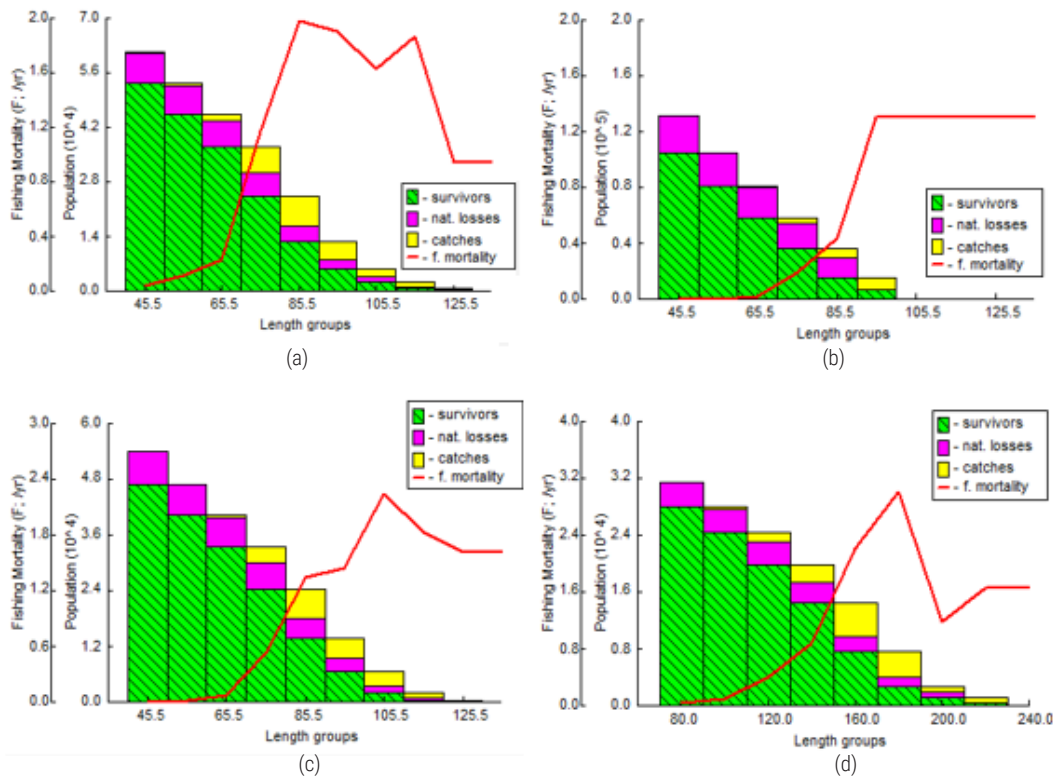 Fishing Mortality (F; /yr)
2.0
1.6
1.2
0.8
0.4
0.0
Population (10^ 4)
7.0
5.6
4.2
2.8
1.4
0.0
- survivors
- nat. losses
- catches
- f. mortality
45.5 65.5 85.5 105.5 125.5
Length groups
(a)
Fishing Mortality (F; /yr)
2.0
1.6
1.2
0.8
0.4
0.0
Population (10^ 5)
2.0
1.6
1.2
0.8
0.4
0.0
- survivors
- nat. losses
- catches
- f. mortality
45.5 65.5 85.5 105.5 125.5
Length groups
(b)
Fishing Mortality (F; /yr)
3.0
2.4
1.8
1.2
0.6
0.0
Population (10^ 4)
6.0
4.8
3.6
2.4
1.2
0.0
- survivors
- nat. losses
- catches
- f. mortality
45.5 65.5 85.5 105.5 125.5
Length groups
(c)
Fishing Mortality (F; /yr)
4.0
3.2
2.4
1.6
0.8
0.0
Population (10^ 4)
4.0
3.2
2.4
1.6
0.8
0.0
- survivors
- nat. losses
- catches
- f. mortality
80.0 120.0 160.0 200.0 240.0
Length groups
(d)